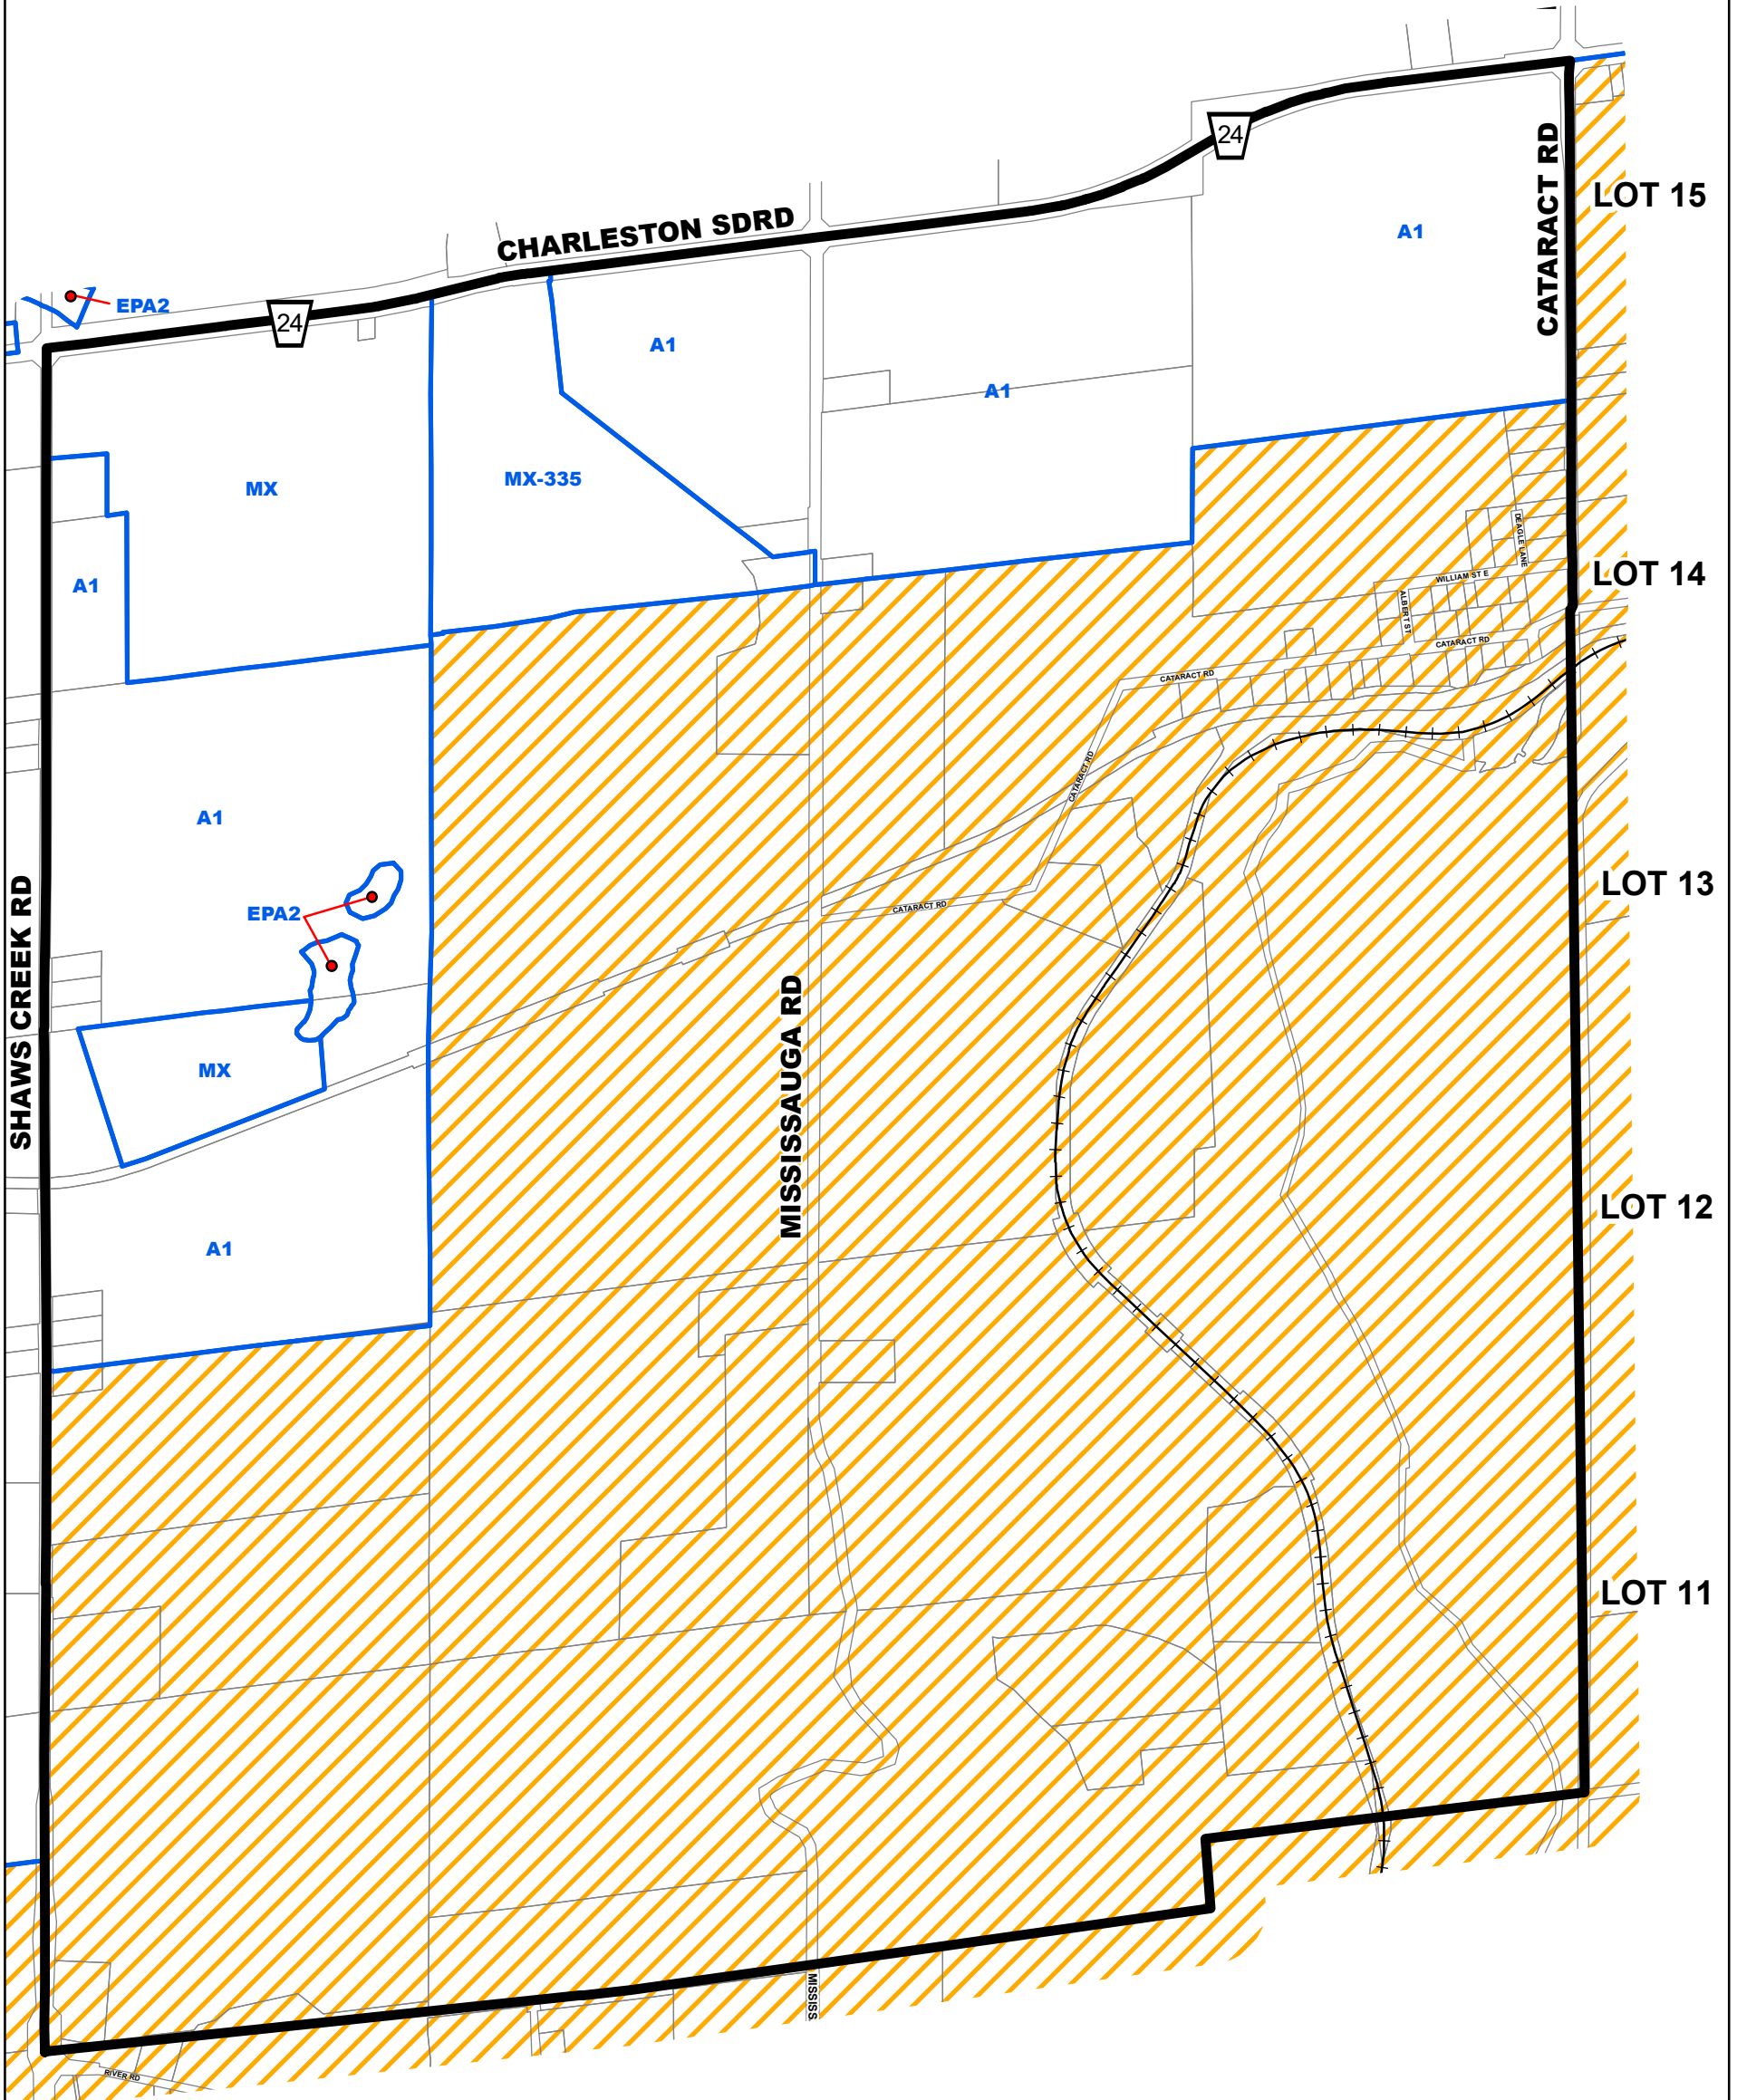 24
CATARACT RD
LOT 15
CHARLESTON SDRD
A1
EPA2
24
A1
A1
MX
MX-335
DEAGLE LANE
LOT 14
WILLIAM ST E
A1
ALBERT ST
CATARACT RD
CATARACT RD
CATARACT RD
A1
LOT 13
SHAWS CREEK RD
EPA2
CATARACT RD
MX
MISSISSAUGA RD
LOT 12
A1
LOT 11
MISSISS
RIVER RD